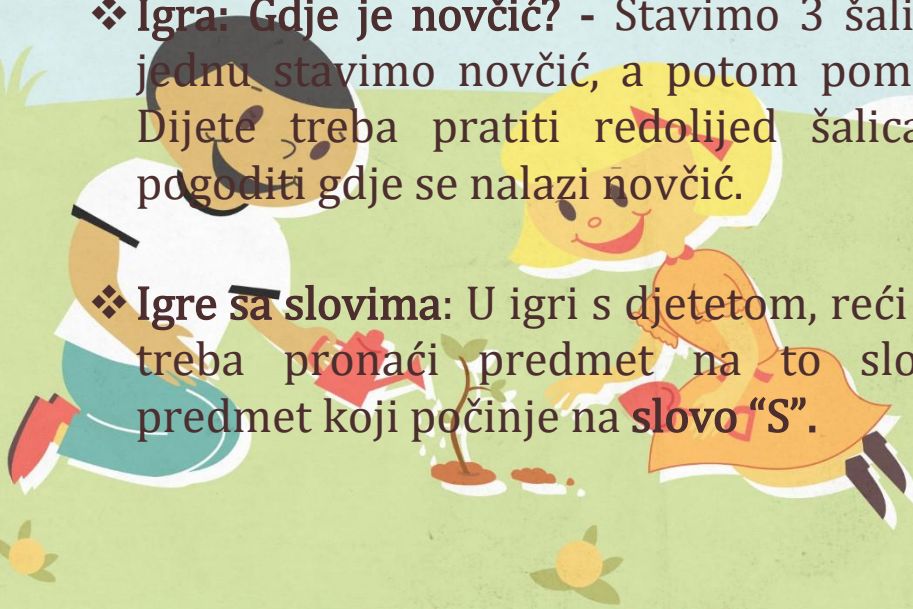 ❖ Igra: Gdje je novčić? - Stavimo 3 šali
jednu stavimo novčić, a potom pom
Dijete treba pratiti redolijed šalica
pogoditi gdje se nalazi novčić.
❖ Igre sa slovima: U igri s djetetom, reći
treba pronaći predmet na to slo
predmet koji počinje na slovo “S”.